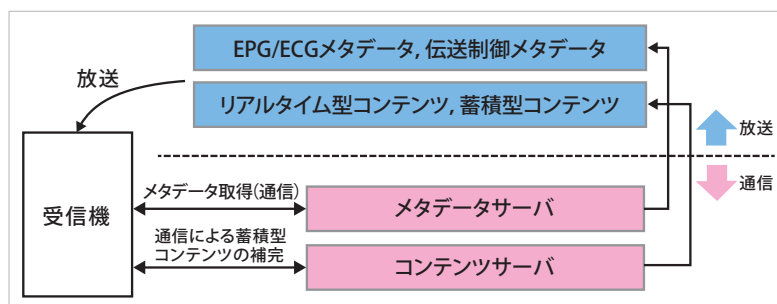 EPG/ECGメタデータ, 伝送制御メタデータ
放送
リアルタイム型コンテンツ, 蓄積型コンテンツ
放送
通信
受信機
メタデータ取得(通信)
メタデータサーバ
通信による蓄積型
コンテンツの補完
コンテンツサーバ